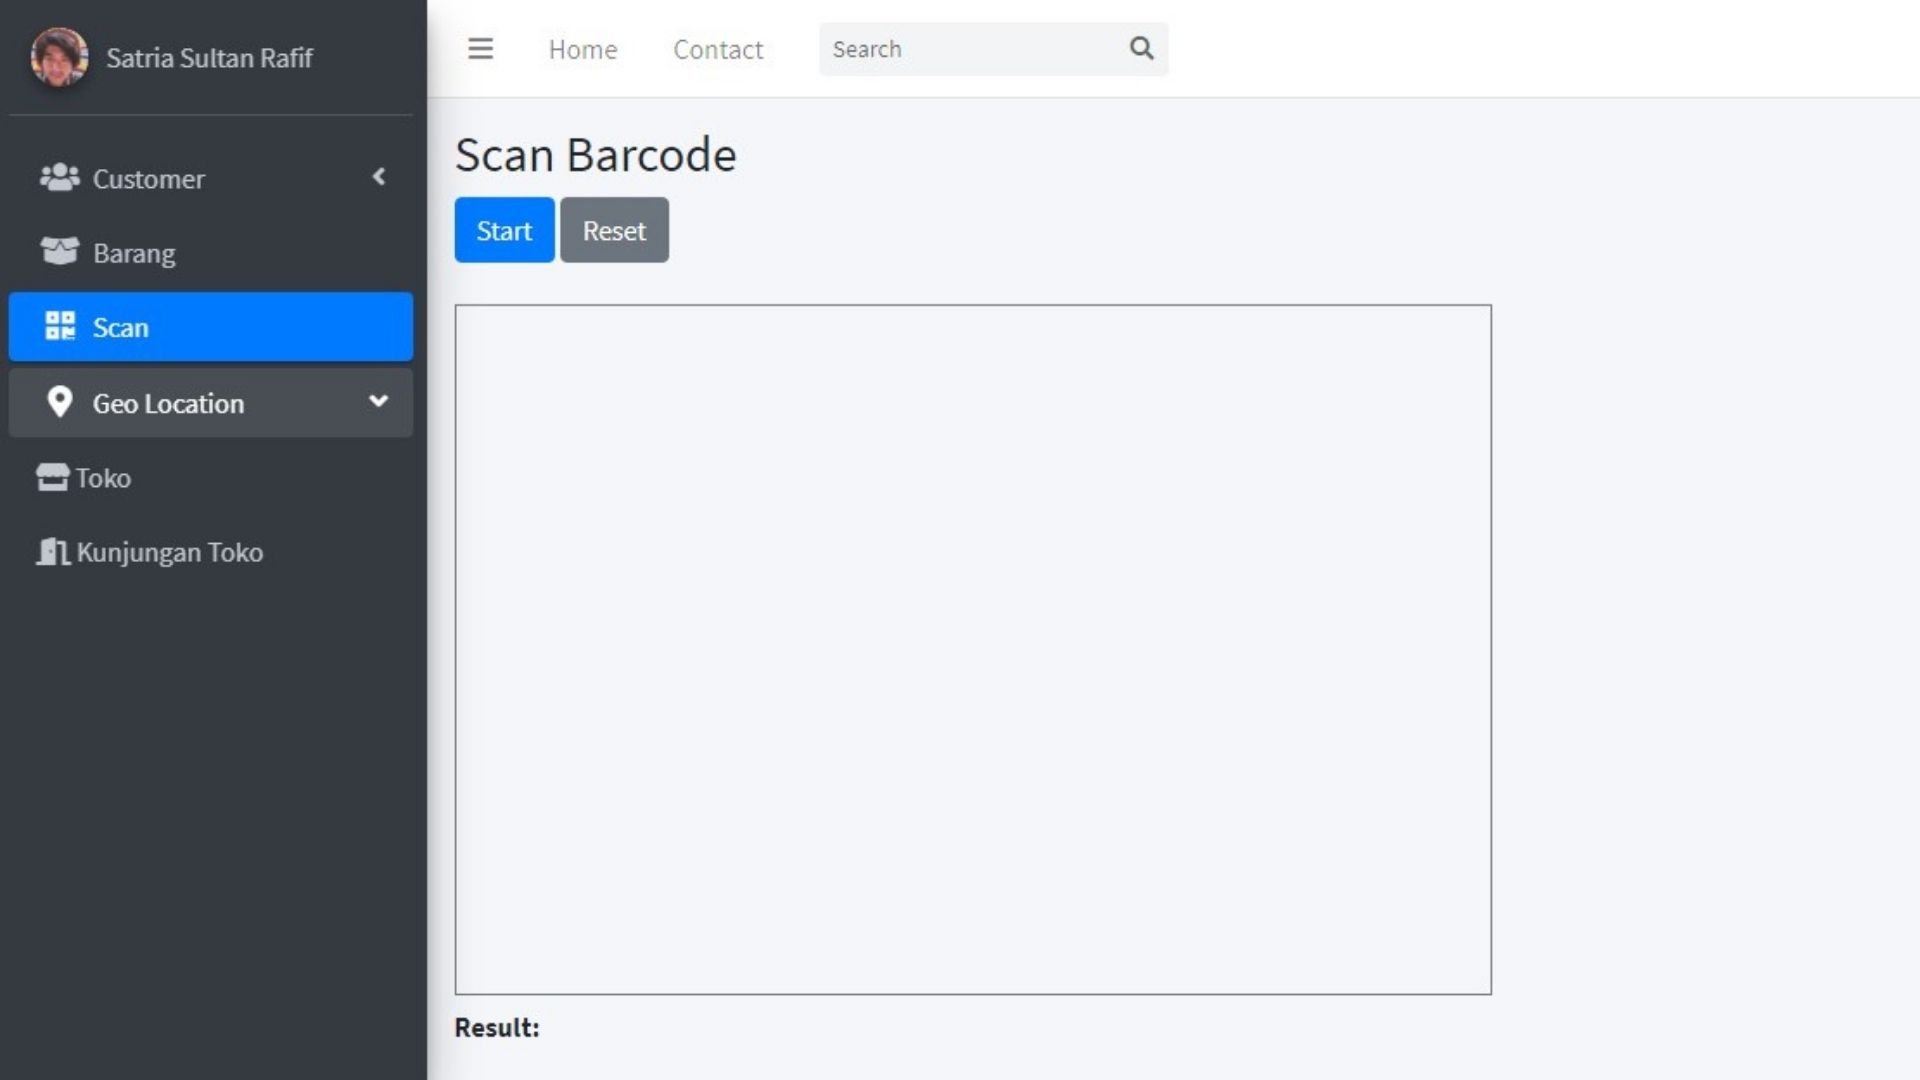 Satria Sultan Rafif
Customer
Barang
Scan
Geo Location
Toko
Kunjungan Toko
Home
Contact
Search
Scan Barcode
Start
Reset
Result: